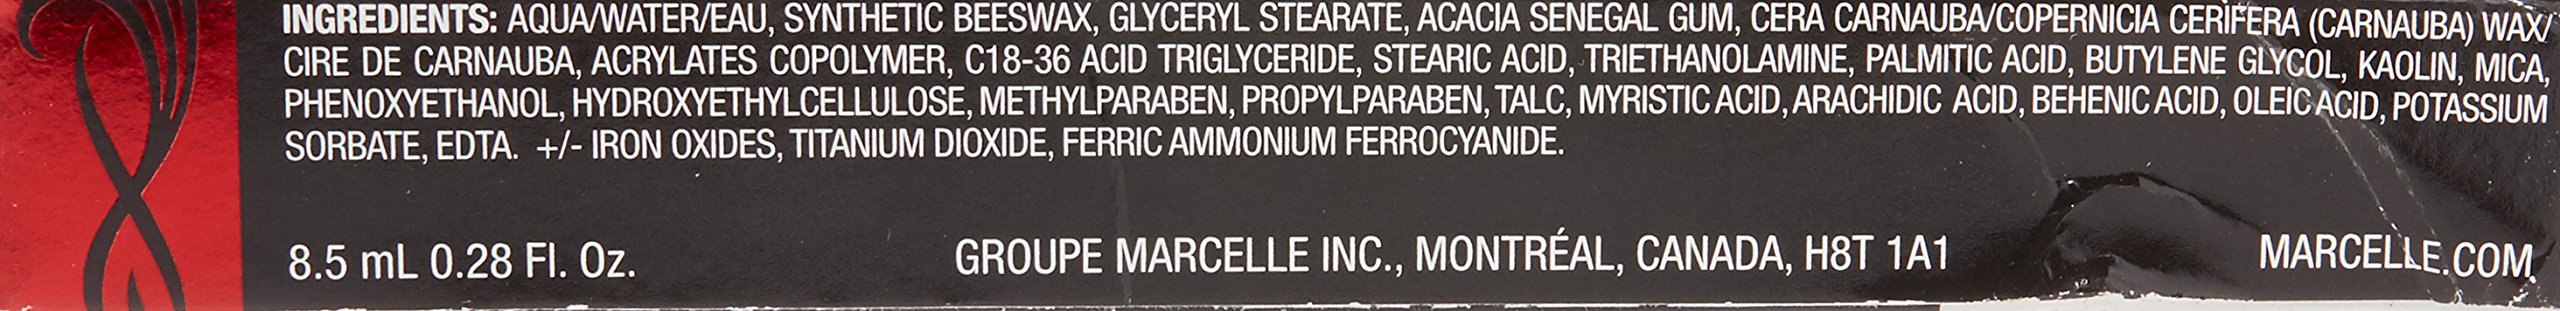 INGREDIENTS: AQUA/WATER/EAU, SYNTHETIC BEESWAX, GLYCERYL STEARATE, ACACIA SENEGAL GUM, CERA CARNAUBA/COPERNICIA CERIFERA (CARNAUBA) WAX/
CIRE DE CARNAUBA, ACRYLATES COPOLYMER, C18-36 ACID TRIGLYCERIDE, STEARIC ACID, TRIETHANOLAMINE, PALMITIC ACID, BUTYLENE GLYCOL, KAOLIN, MICA,
PHENOXYETHANOL, HYDROXYETHYLCELLULOSE, METHYLPARABEN, PROPYLPARABEN, TALC, MYRISTIC ACID, ARACHIDIC ACID, BEHENIC ACID, OLEIC ACID, POTASSIUM
SORBATE, EDTA. +/- IRON OXIDES, TITANIUM DIOXIDE, FERRIC AMMONIUM FERROCYANIDE.
8.5 mL 0.28 Fl. Oz. GROUPE MARCELLE INC., MONTRÉAL, CANADA, H8T 1A1 MARCELLE.COM